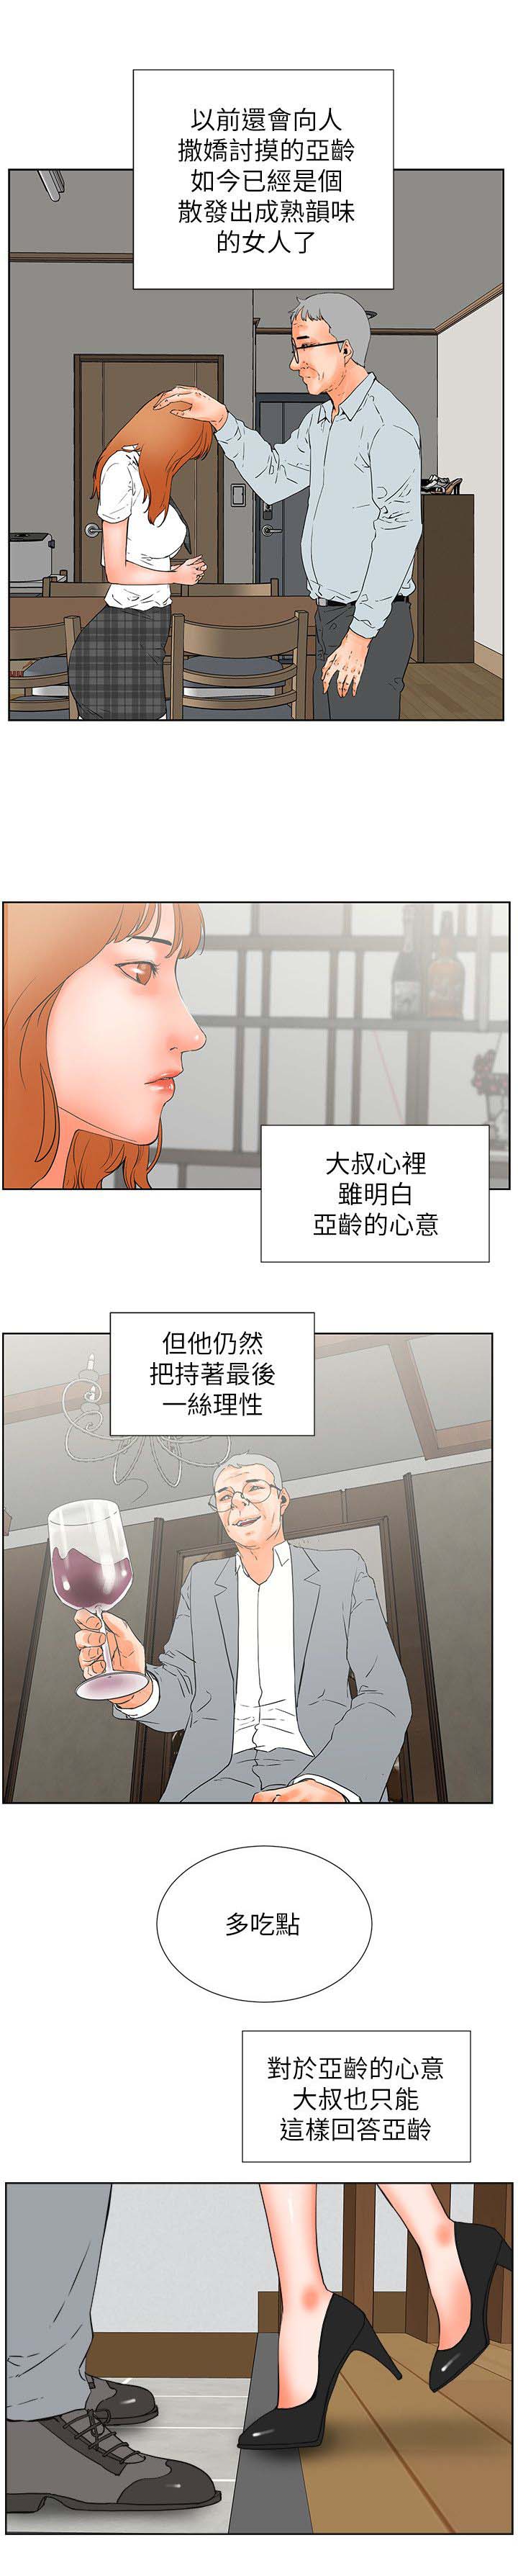 以前還會向人
撒嬌討摸的亞齡
如今已經是個
散發出成熟韻味
的女人了
大叔心裡
雖明白
亞齡的心意
但他仍然
把持著最後
一絲理性
多吃點
對於亞齡的心意
大叔也只能
這樣回答亞齡